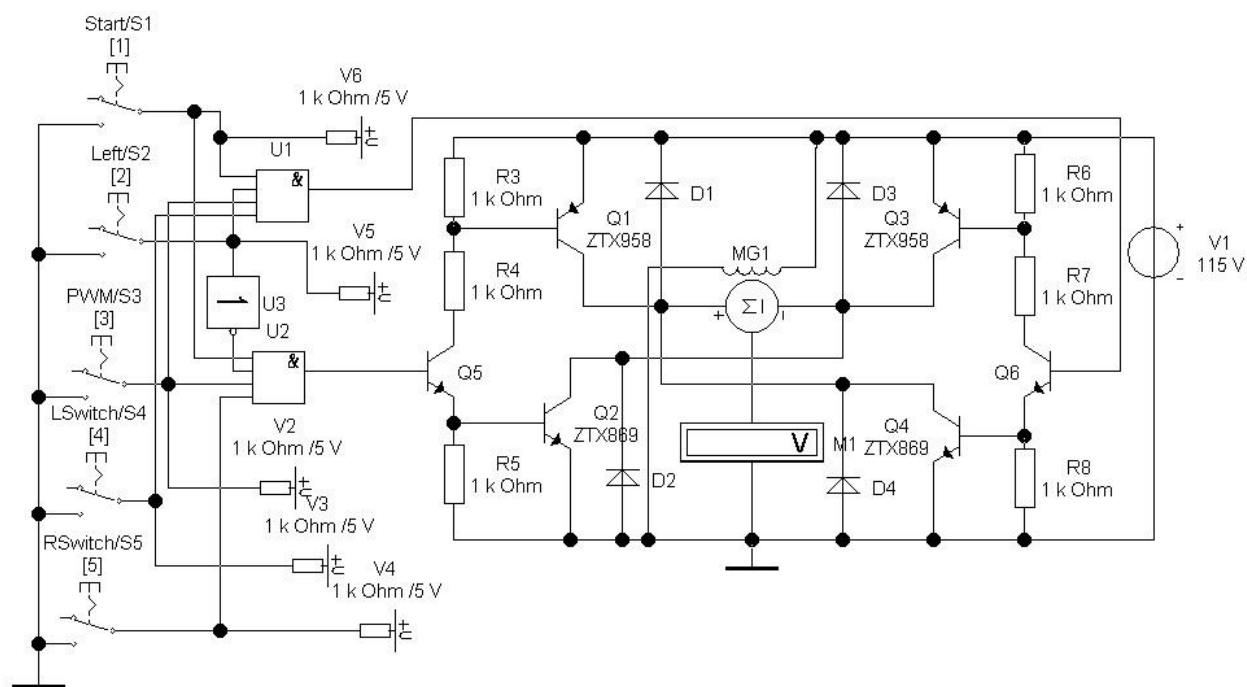 Start/S1
[1]
V6
1 k Ohm /5 V
U1
&
Left/S2
[2]
V5
1 k Ohm /5 V
PWM/S3
[3]
1
U3
U2
&
LSwitch/S4
[4]
V2
1 k Ohm /5 V
V3
1 k Ohm /5 V
RSwitch/S5
[5]
V4
1 k Ohm /5 V
R3
1 k Ohm
R4
1 k Ohm
Q5
R5
1 k Ohm
Q1
ZTX958
D1
MG1
+ ΣI -
D3
Q3
ZTX958
R6
1 k Ohm
R7
1 k Ohm
V1
115 V
+
-
Q6
Q2
ZTX869
D2
V
M1
Q4
ZTX869
D4
R8
1 k Ohm